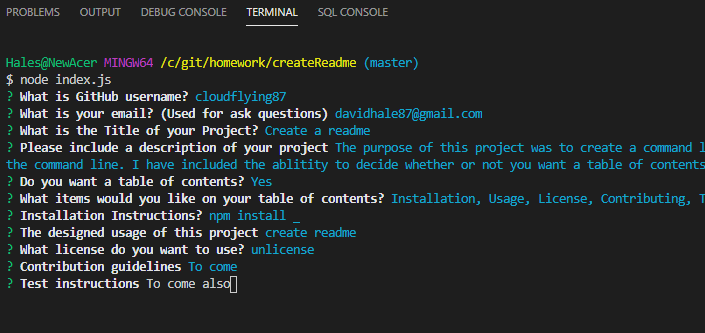 PROBLEMS OUTPUT DEBUG CONSOLE TERMINAL SQL CONSOLE
Hales@NewAcer MINGW64 /c/git/homework/createReadme (master)
$ node index.js
? What is GitHub username? cloudflying87
? What is your email? (Used for ask questions) davidhale87@gmail.com
? What is the Title of your Project? Create a readme
? Please include a description of your project The purpose of this project was to create a command l
the command line. I have included the ablitity to decide whether or not you want a table of contents
? Do you want a table of contents? Yes
? What items would you like on your table of contents? Installation, Usage, License, Contributing, T
? Installation Instructions? npm install _
? The designed usage of this project create readme
? What license do you want to use? unlicense
? Contribution guidelines To come
? Test instructions To come also